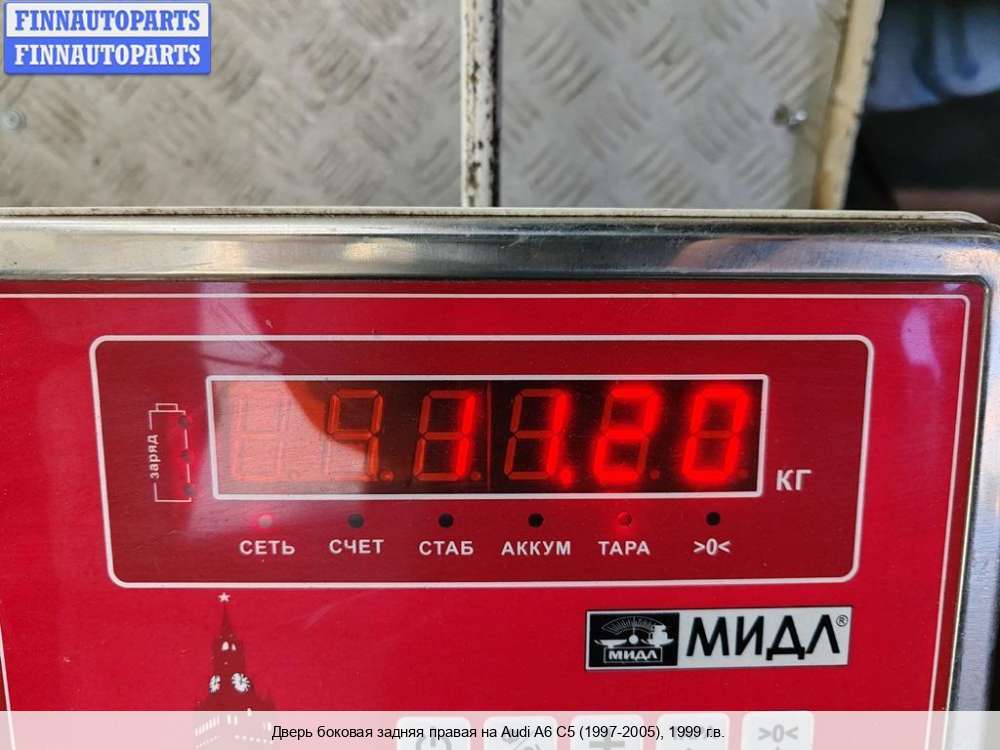 FINNAUTOPARTS
FINNAUTOPARTS
заряд
11.20
КГ
СЕТЬ СЧЕТ СТАБ АККУМ ТАРА >0<
МИДЛ МИДЛ®
>0<
Дверь боковая задняя правая на Audi A6 C5 (1997-2005), 1999 г.в.